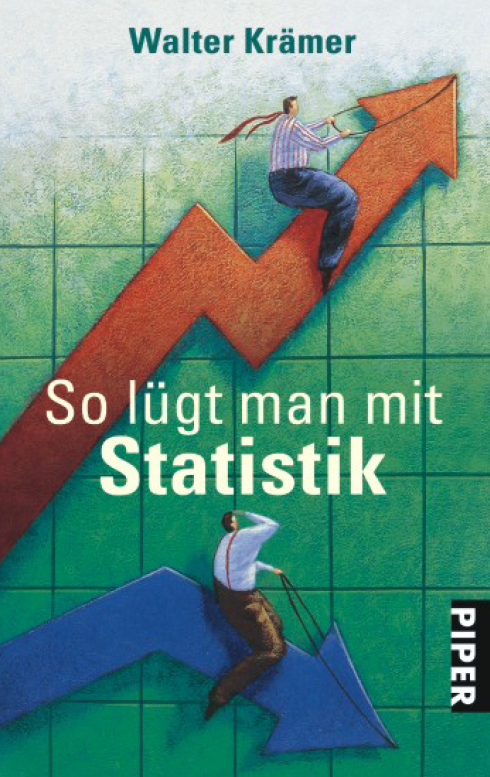 Walter Krämer
So lügt man mit
Statistik
PIPER